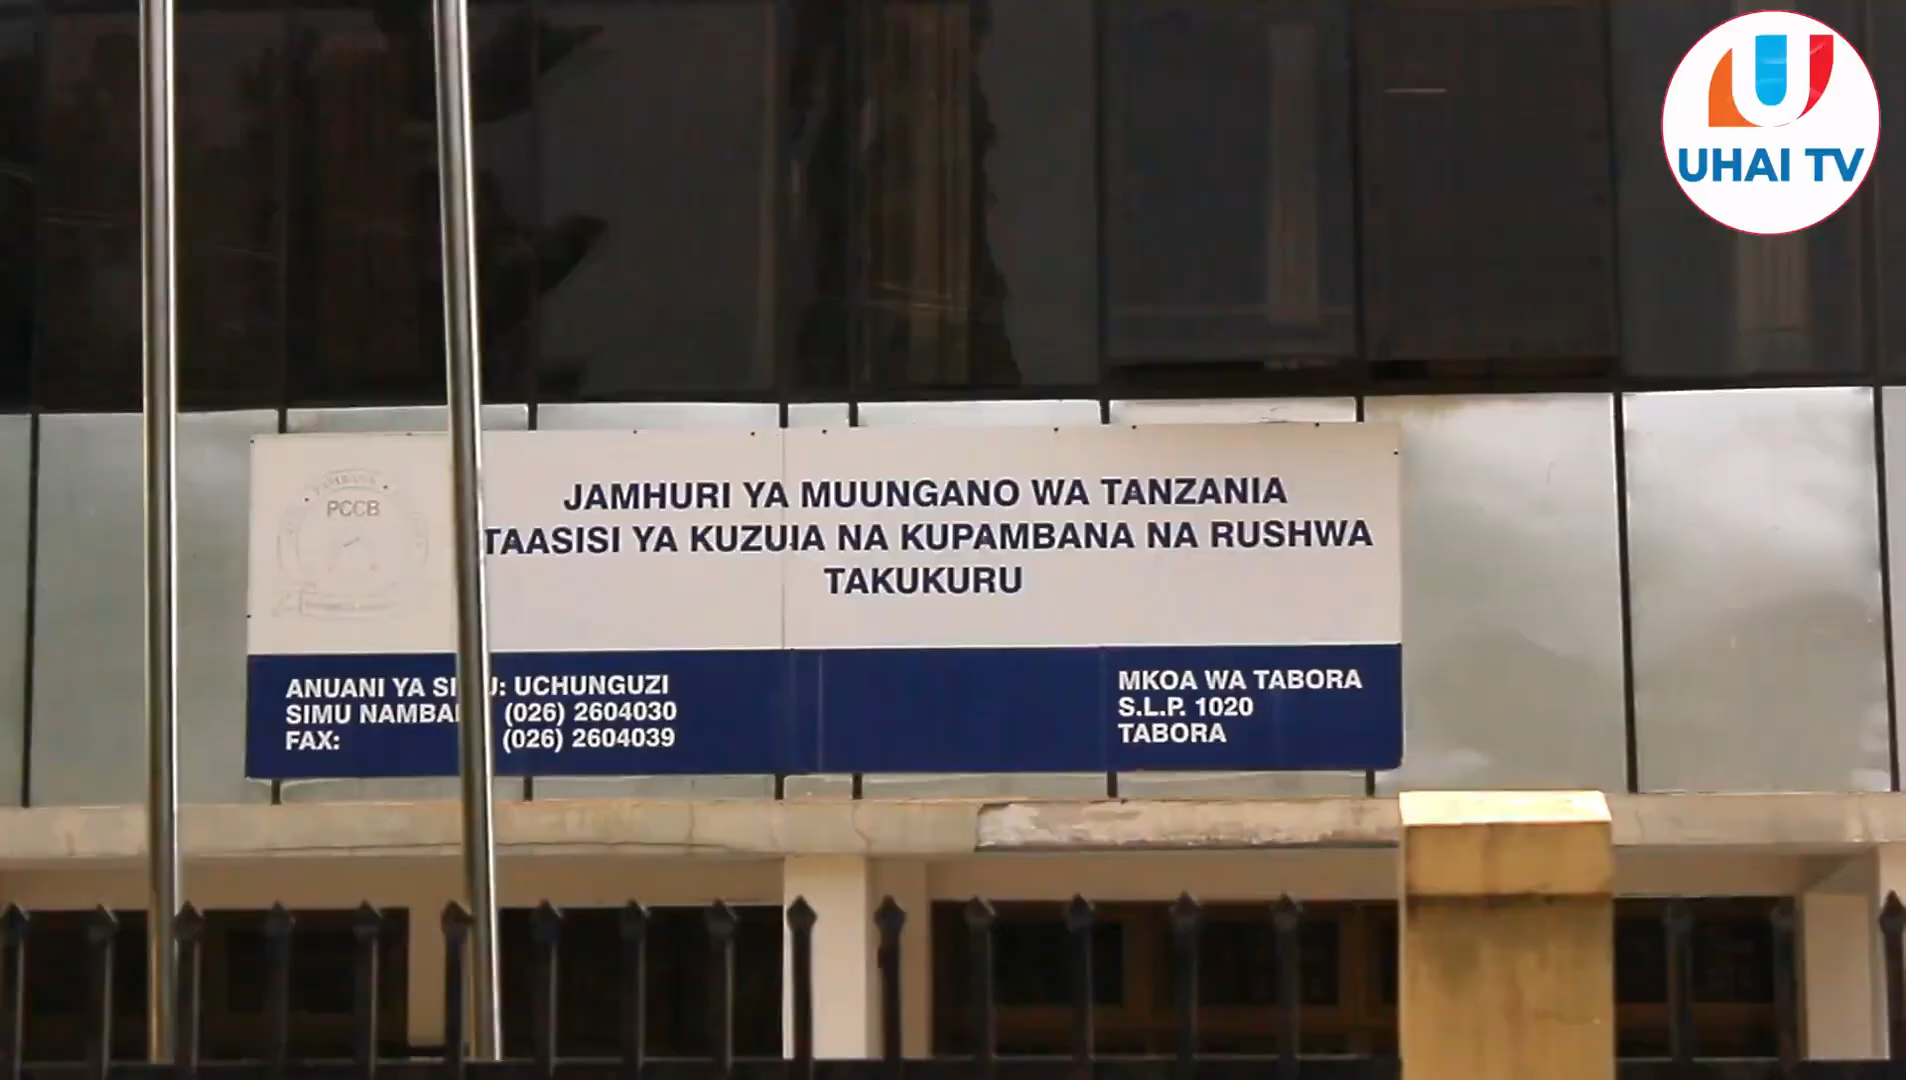 UHAI TV
PCCB
JAMHURI YA MUUNGANO WA TANZANIA
TAASISI YA KUZUIA NA KUPAMBANA NA RUSHWA
TAKUKURU
ANUANI YA SIMU: UCHUNGUZI
SIMU NAMBA (026) 2604030
FAX: (026) 2604039
MKOA WA TABORA
S.L.P. 1020
TABORA